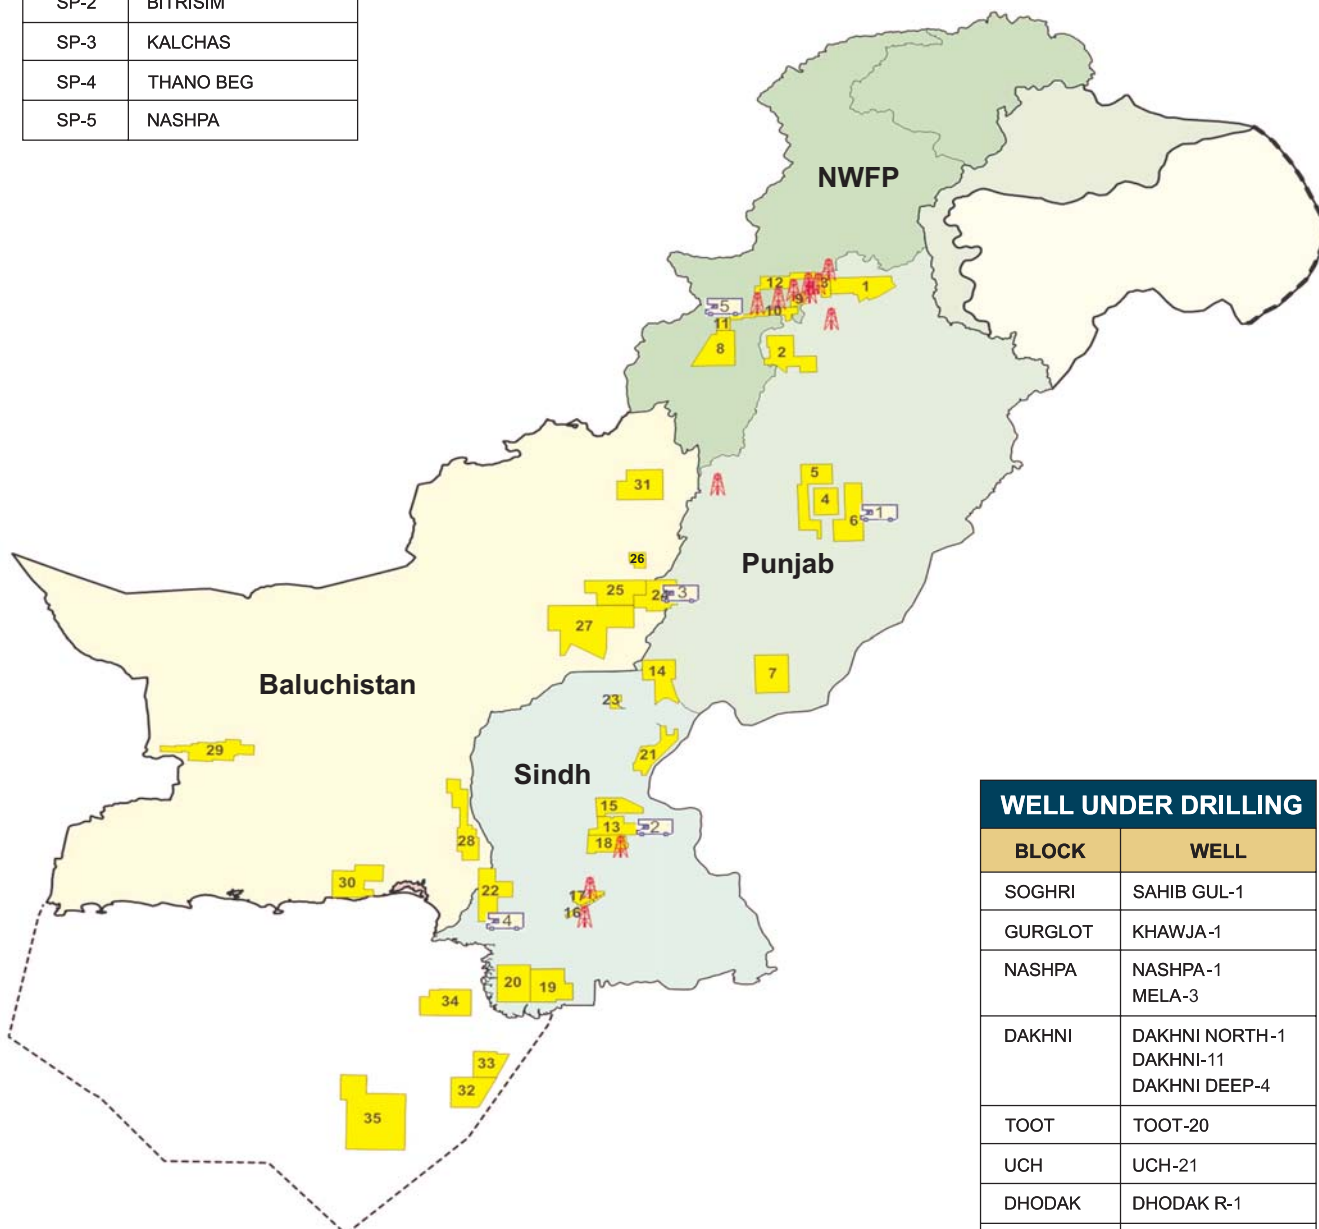 SP-2 BITRISIM
SP-3 KALCHAS
SP-4 THANO BEG
SP-5 NASHPA
NWFP
12
3
1
9
5
10
11
8
2
5
31
4
6
1
26
Punjab
25
24
3
27
14
7
Baluchistan
23
29
21
Sindh
15
13
2
18
28
30
22
17
16
4
20
19
34
33
32
35
WELL UNDER DRILLING
BLOCK WELL
SOGHRI SAHIB GUL-1
GURGLOT KHAWJA-1
NASHPA NASHPA-1
MELA-3
DAKHNI DAKHNI NORTH-1
DAKHNI-11
DAKHNI DEEP-4
TOOT TOOT-20
UCH UCH-21
DHODAK DHODAK R-1